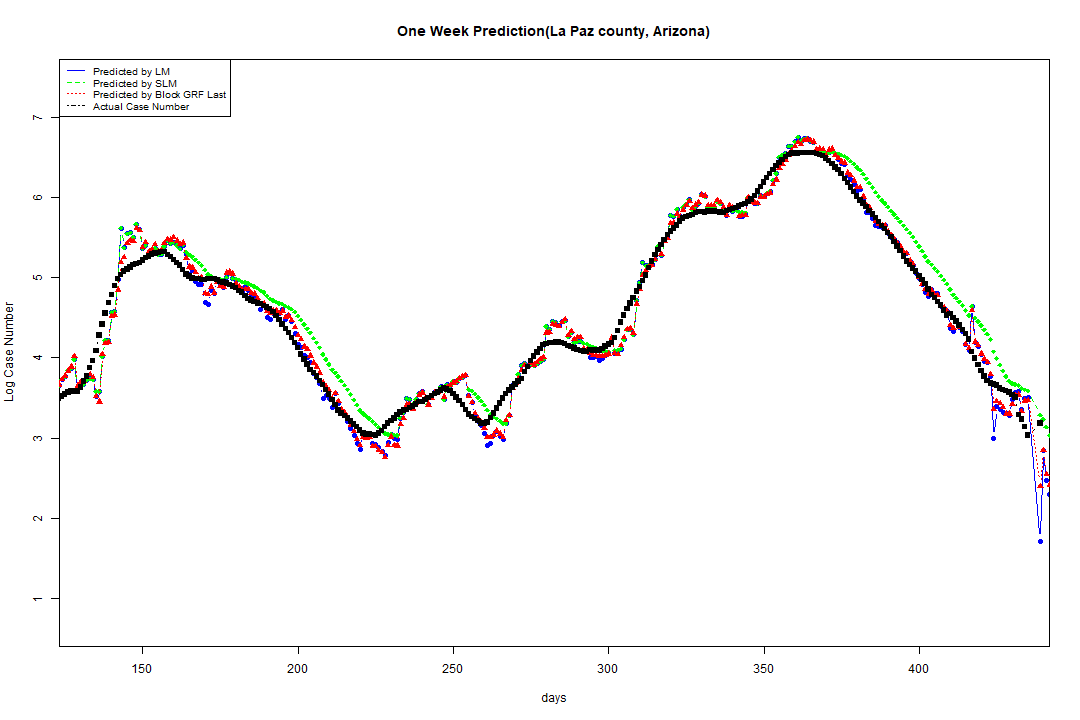 One Week Prediction(La Paz county, Arizona)
Predicted by LM
Predicted by SLM
Predicted by Block GRF Last
Actual Case Number
Log Case Number
7
6
5
4
3
2
1
150 200 250 300 350 400
days